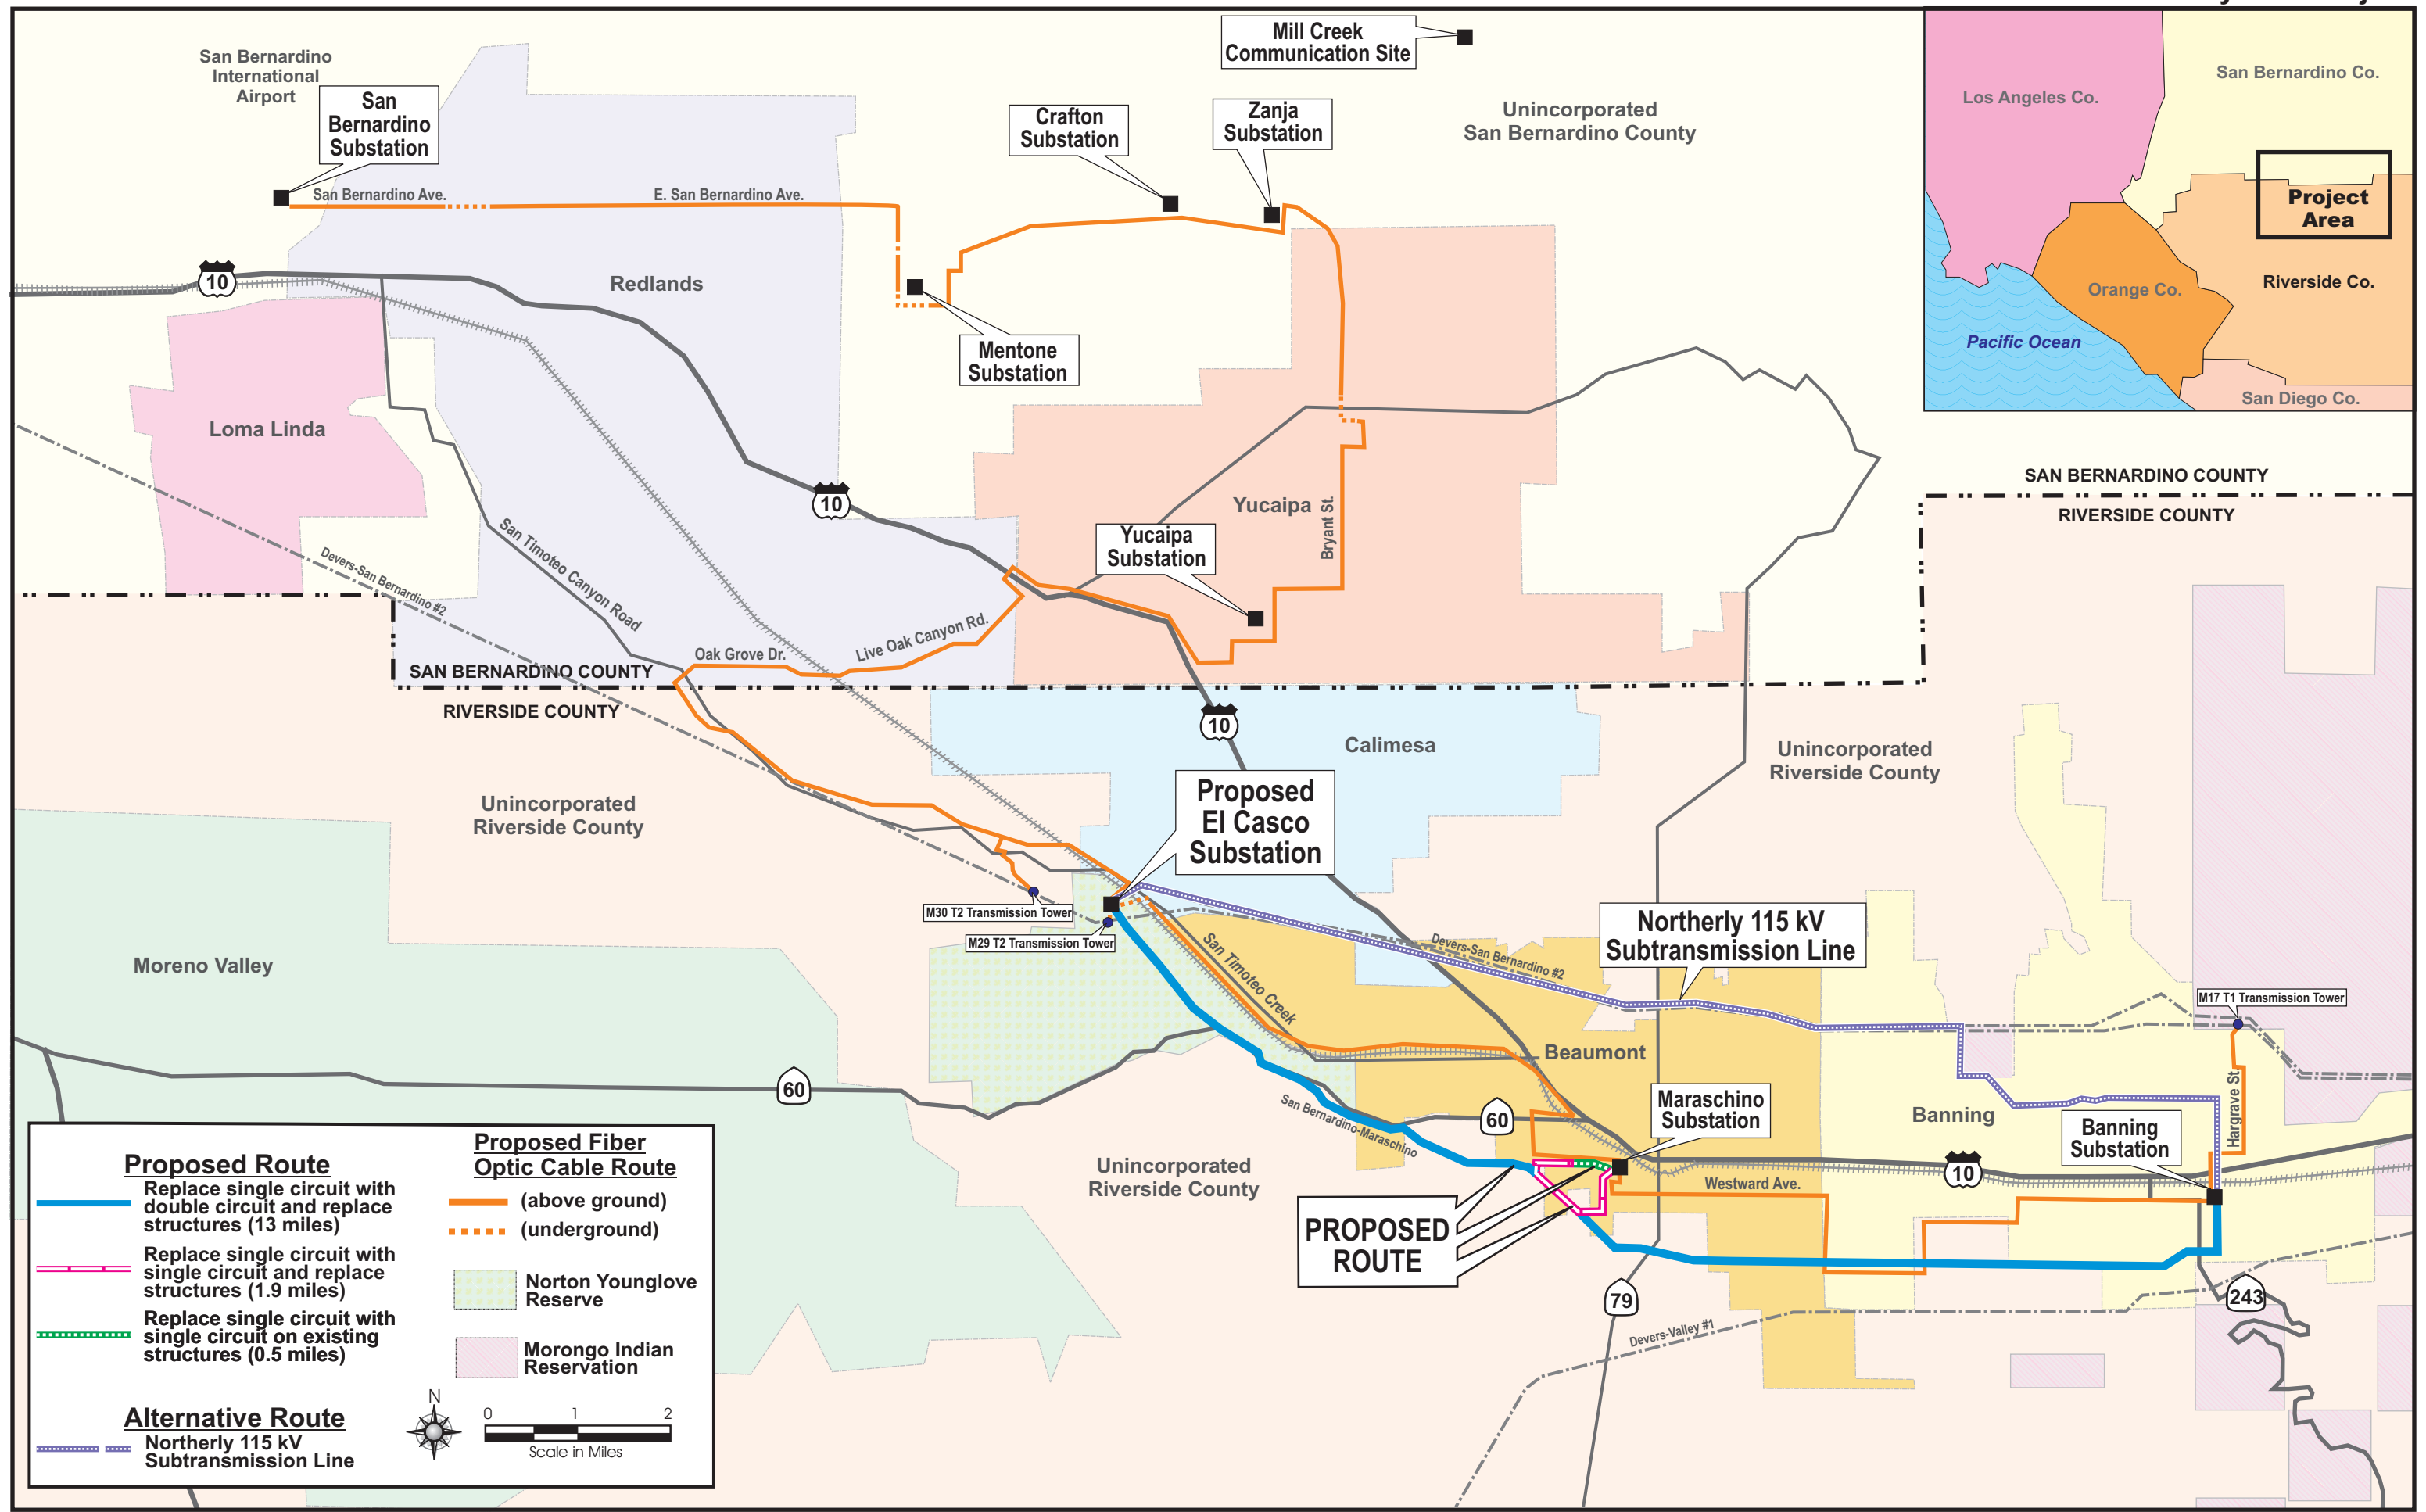 San Bernardino
International
Airport
San
Bernardino
Substation
Mill Creek
Communication Site
Crafton
Substation
Zanja
Substation
Unincorporated
San Bernardino County
Los Angeles Co.
San Bernardino Co.
Project
Area
Riverside Co.
Orange Co.
Pacific Ocean
San Diego Co.
San Bernardino Ave.
E. San Bernardino Ave.
10
Redlands
Mentone
Substation
Loma Linda
10
Yucaipa
Bryant St.
Yucaipa
Substation
SAN BERNARDINO COUNTY
RIVERSIDE COUNTY
San Timoteo Canyon Road
Devers-San Bernardino #2
Oak Grove Dr.
Live Oak Canyon Rd.
SAN BERNARDINO COUNTY
RIVERSIDE COUNTY
10
Calimesa
Unincorporated
Riverside County
Unincorporated
Riverside County
Proposed
El Casco
Substation
M30 T2 Transmission Tower
M29 T2 Transmission Tower
Northerly 115 kV
Subtransmission Line
Devers-San Bernardino #2
San Timoteo Creek
M17 T1 Transmission Tower
Moreno Valley
Beaumont
60
60
San Bernardino-Maraschino
Maraschino
Substation
Banning
Banning
Substation
Hargrave St.
10
Westward Ave.
Unincorporated
Riverside County
PROPOSED
ROUTE
79
243
Devers-Valley #1
Proposed Route
Replace single circuit with
double circuit and replace
structures (13 miles)
Replace single circuit with
single circuit and replace
structures (1.9 miles)
Replace single circuit with
single circuit on existing
structures (0.5 miles)
Alternative Route
Northerly 115 kV
Subtransmission Line
Proposed Fiber
Optic Cable Route
(above ground)
(underground)
Norton Younglove
Reserve
Morongo Indian
Reservation
N
0 1 2
Scale in Miles